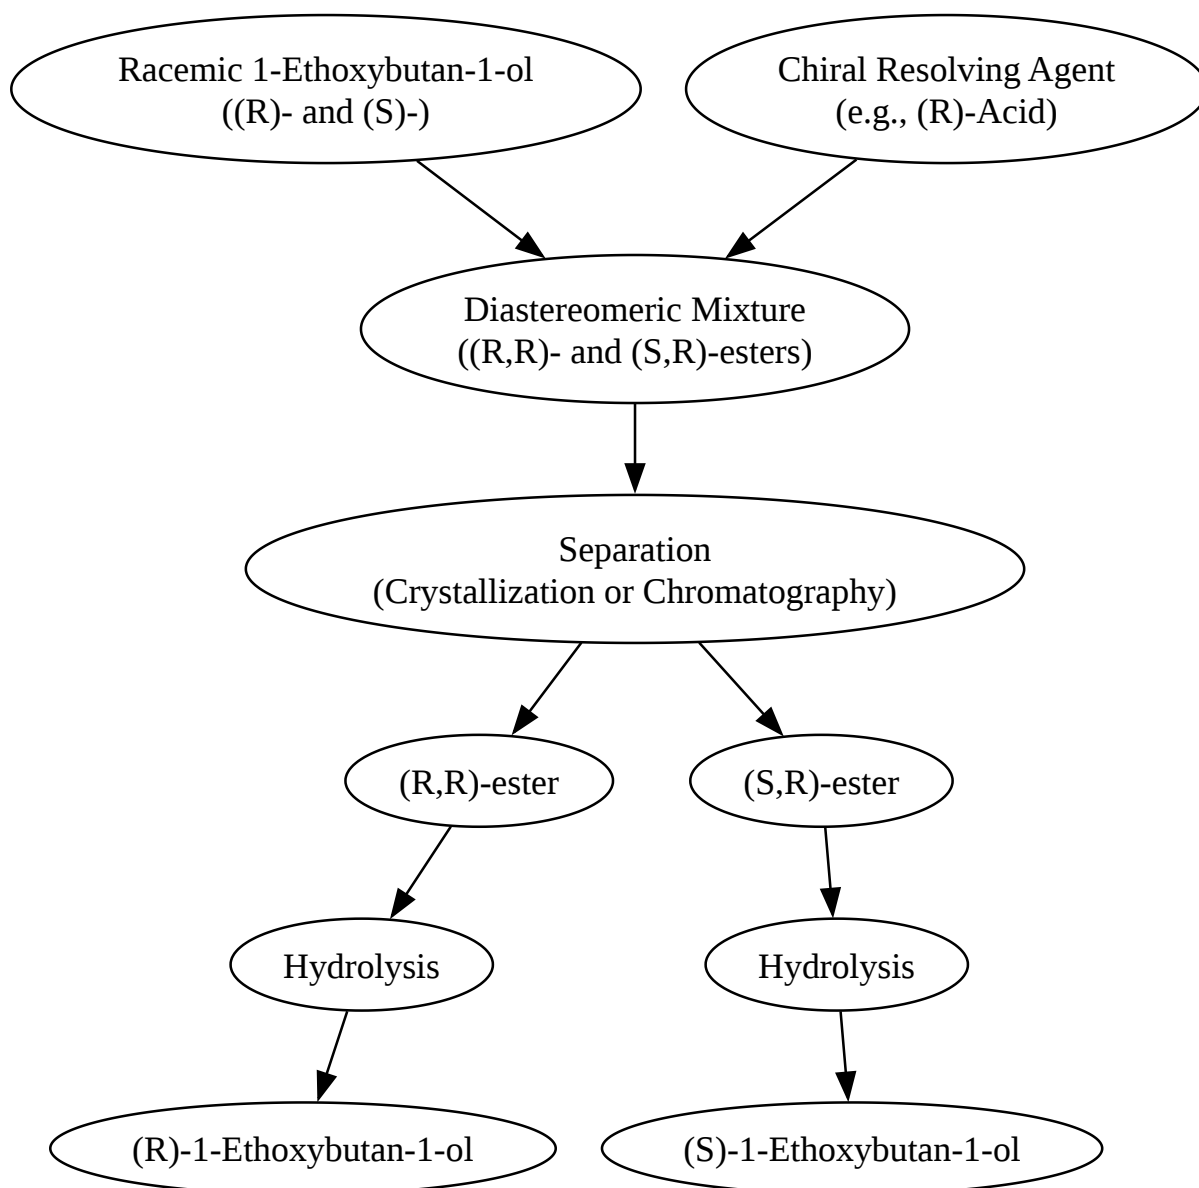 Racemic 1-Ethoxybutan-1-ol
((R)- and (S)-)
Chiral Resolving Agent
(e.g., (R)-Acid)
Diastereomeric Mixture
((R,R)- and (S,R)-esters)
Separation
(Crystallization or Chromatography)
(R,R)-ester
(S,R)-ester
Hydrolysis
Hydrolysis
(R)-1-Ethoxybutan-1-ol
(S)-1-Ethoxybutan-1-ol